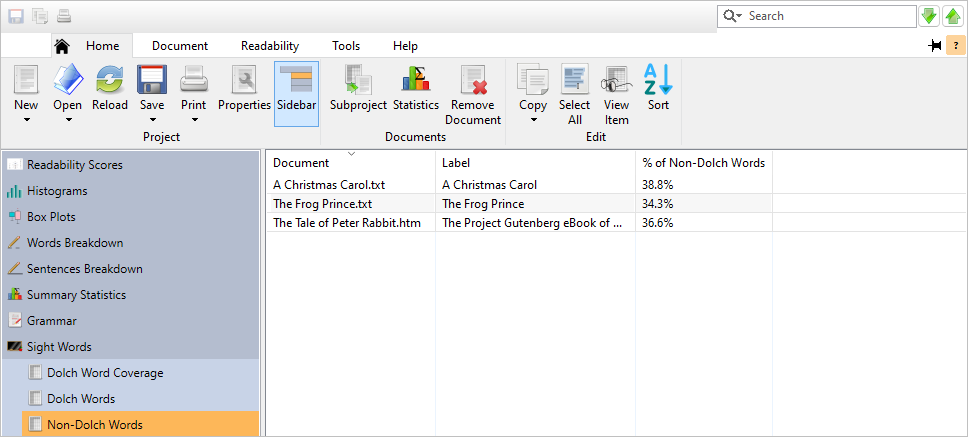 Search
?
Home Document Readability Tools Help
New Open Reload Save Print Properties Sidebar Subproject Statistics Remove Document Copy Select All View Item Sort
Project Documents Edit
Readability Scores
Histograms
Box Plots
Words Breakdown
Sentences Breakdown
Summary Statistics
Grammar
Sight Words
Dolch Word Coverage
Dolch Words
Non-Dolch Words
Document Label % of Non-Dolch Words
A Christmas Carol.txt A Christmas Carol 38.8%
The Frog Prince.txt The Frog Prince 34.3%
The Tale of Peter Rabbit.htm The Project Gutenberg eBook of ... 36.6%